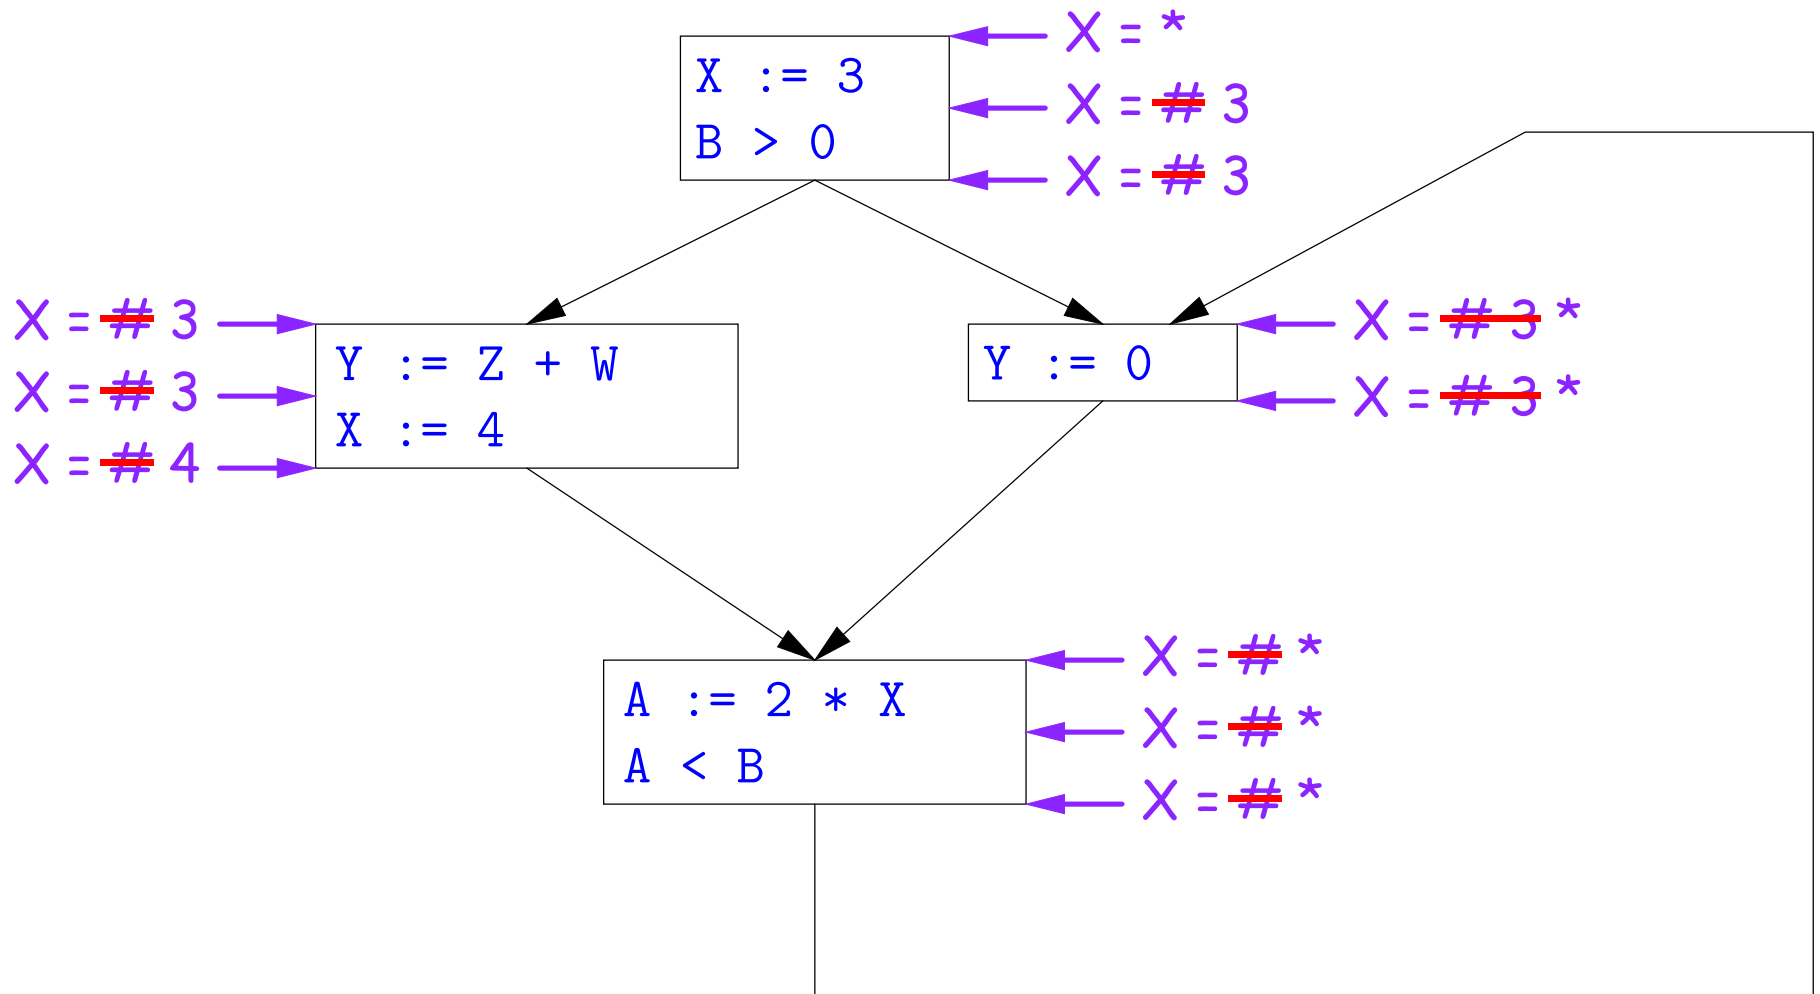 X = *
X := 3
X = # 3
B > 0
X = # 3
X = # 3
Y := Z + W
X = # 3
X := 4
X = # 4
Y := 0
X = # 3 *
X = # 3 *
A := 2 * X
A < B
X = # *
X = # *
X = # *